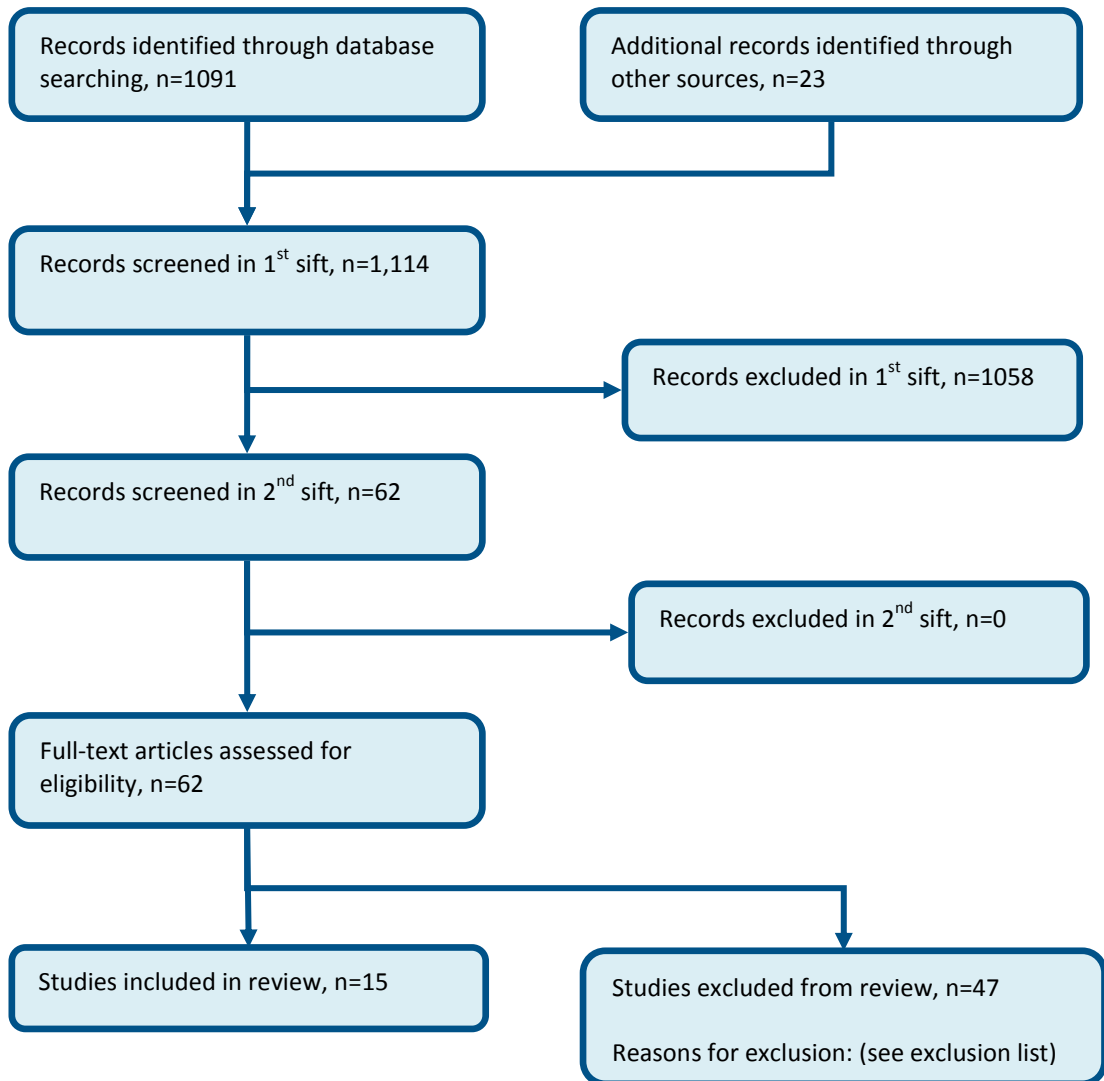 Records identified through database
searching, n=1091
Additional records identified through
other sources, n=23
Records screened in 1st sift, n=1,114
Records excluded in 1st sift, n=1058
Records screened in 2nd sift, n=62
Records excluded in 2nd sift, n=0
Full-text articles assessed for
eligibility, n=62
Studies included in review, n=15
Studies excluded from review, n=47
Reasons for exclusion: (see exclusion list)